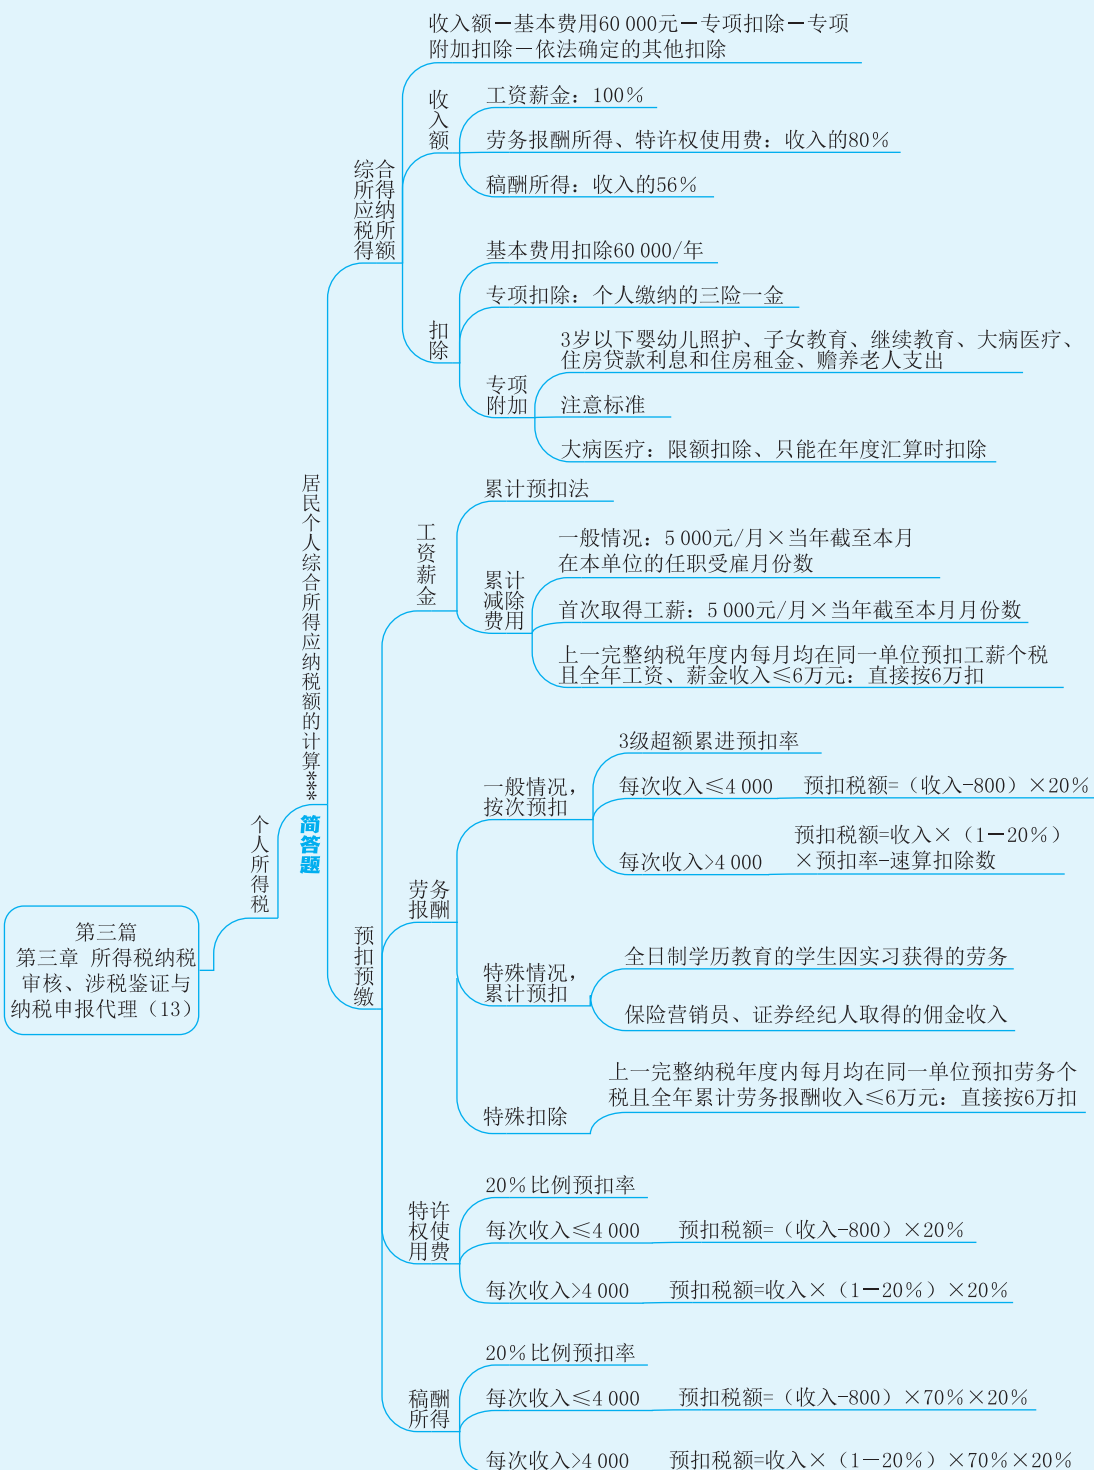 第三篇
第三章 所得税纳税
审核、涉税鉴证与
纳税申报代理（13）
个人所得税
居民个人综合所得应纳税额的计算***
简答题
综合
所得
应纳
税所
得额
收入额－基本费用60 000元－专项扣除－专项
附加扣除－依法确定的其他扣除
收入额
工资薪金：100%
劳务报酬所得、特许权使用费：收入的80%
稿酬所得：收入的56%
扣除
基本费用扣除60 000/年
专项扣除：个人缴纳的三险一金
专项
附加
3岁以下婴幼儿照护、子女教育、继续教育、大病医疗、
住房贷款利息和住房租金、赡养老人支出
注意标准
大病医疗：限额扣除、只能在年度汇算时扣除
预扣预缴
工资薪金
累计预扣法
累计
减除
费用
一般情况：5 000元/月×当年截至本月
在本单位的任职受雇月份数
首次取得工薪：5 000元/月×当年截至本月月份数
上一完整纳税年度内每月均在同一单位预扣工薪个税
且全年工资、薪金收入≤6万元：直接按6万扣
劳务
报酬
一般情况，
按次预扣
3级超额累进预扣率
每次收入≤4 000 预扣税额=（收入-800）×20%
每次收入>4 000 预扣税额=收入×（1－20%）
×预扣率-速算扣除数
特殊情况，
累计预扣
全日制学历教育的学生因实习获得的劳务
保险营销员、证券经纪人取得的佣金收入
特殊扣除
上一完整纳税年度内每月均在同一单位预扣劳务个
税且全年累计劳务报酬收入≤6万元：直接按6万扣
特许
权使
用费
20%比例预扣率
每次收入≤4 000 预扣税额=（收入-800）×20%
每次收入>4 000 预扣税额=收入×（1－20%）×20%
稿酬
所得
20%比例预扣率
每次收入≤4 000 预扣税额=（收入-800）×70%×20%
每次收入>4 000 预扣税额=收入×（1－20%）×70%×20%